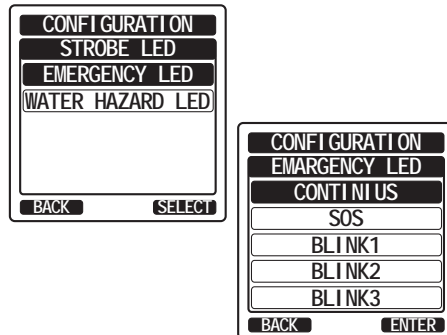 CONFIGURATION
STROBE LED
EMERGENCY LED
WATER HAZARD LED
BACK SELECT
CONFIGURATION
EMARGENCY LED
CONTINIUS
SOS
BLINK1
BLINK2
BLINK3
BACK ENTER